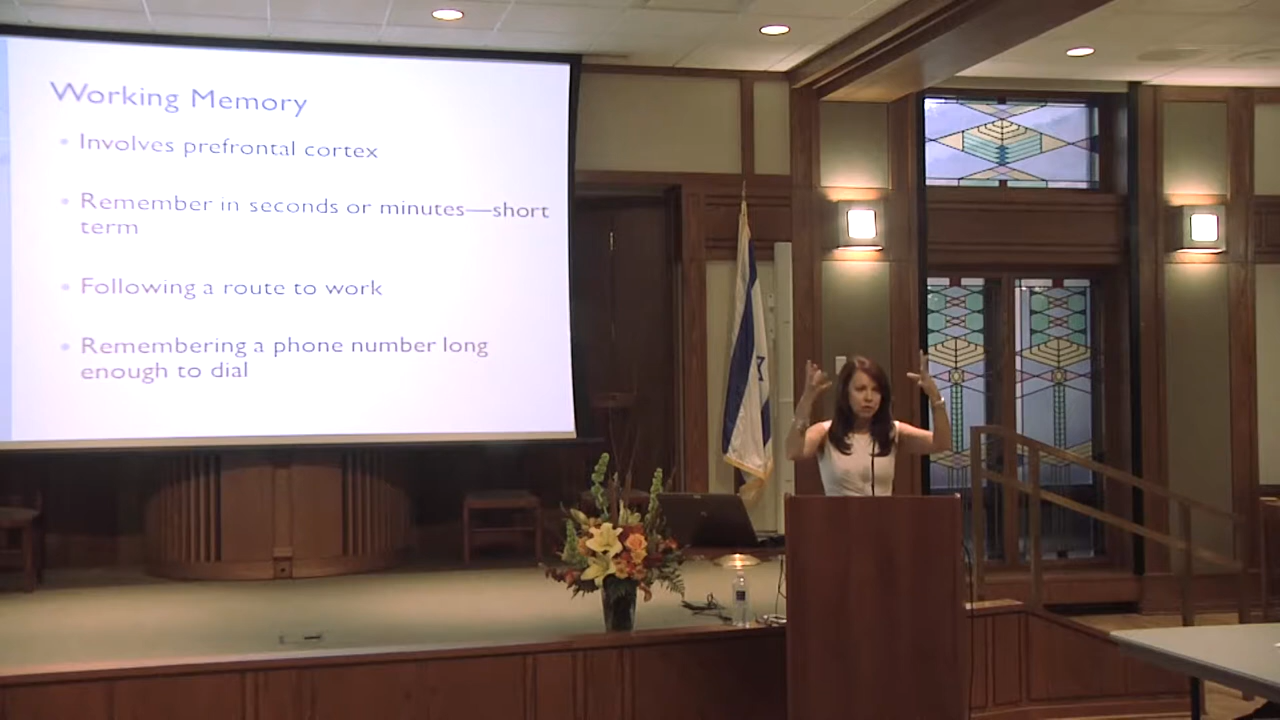 Working Memory
• Involves prefrontal cortex
• Remember in seconds or minutes—short
term
• Following a route to work
• Remembering a phone number long
enough to dial